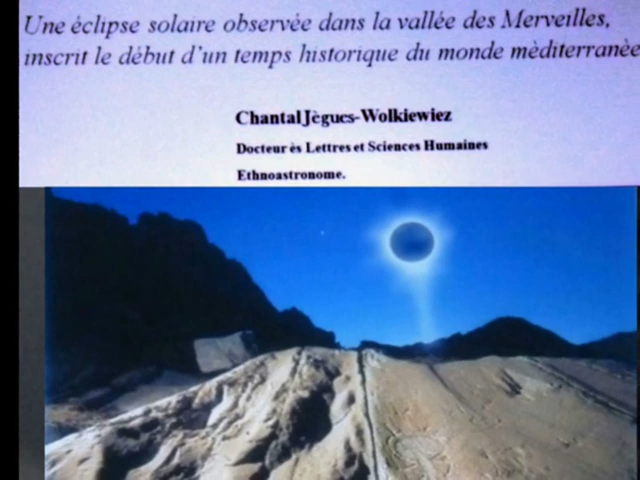 Une éclipse solaire observée dans la vallée des Merveilles,
inscrit le début d'un temps historique du monde mèditerranèe
Chantal Jègues-Wolkiewiez
Docteur ès Lettres et Sciences Humaines
Ethnoastronome.